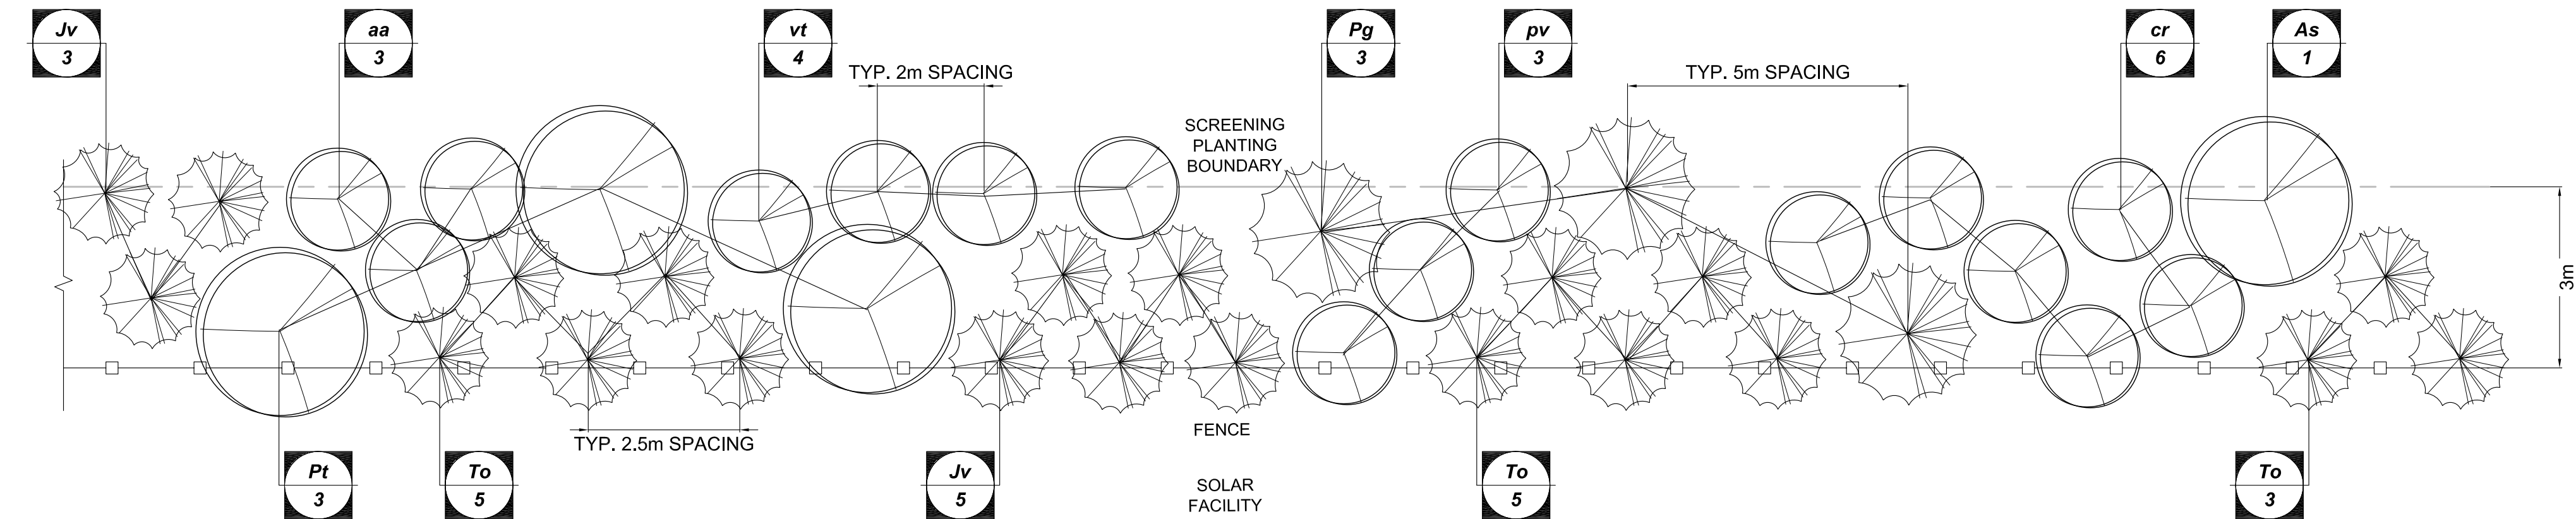 Jv
3
aa
3
vt
4
Pg
3
pv
3
cr
6
As
1
TYP. 2m SPACING
TYP. 5m SPACING
SCREENING
PLANTING
BOUNDARY
3m
FENCE
TYP. 2.5m SPACING
Pt
3
To
5
Jv
5
SOLAR
FACILITY
To
5
To
3